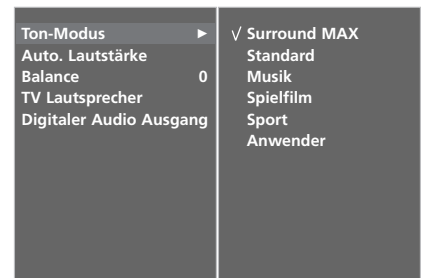 Ton-Modus ►
Auto. Lautstärke
Balance 0
TV Lautsprecher
Digitaler Audio Ausgang
√ Surround MAX
Standard
Musik
Spielfilm
Sport
Anwender